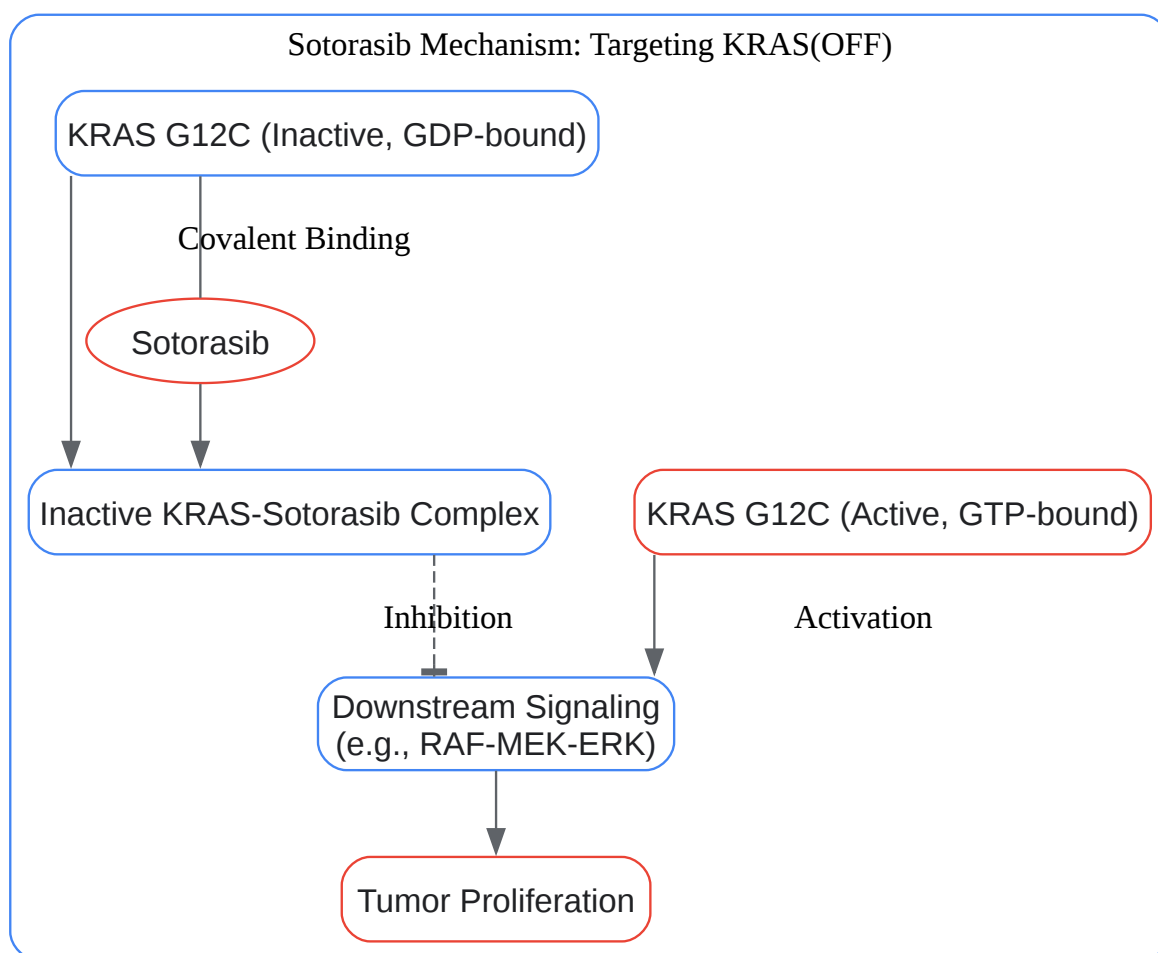 Sotorasib Mechanism: Targeting KRAS(OFF)
KRAS G12C (Inactive, GDP-bound)
Covalent Binding
Sotorasib
Inactive KRAS-Sotorasib Complex
KRAS G12C (Active, GTP-bound)
Inhibition
Activation
Downstream Signaling
(e.g., RAF-MEK-ERK)
Tumor Proliferation